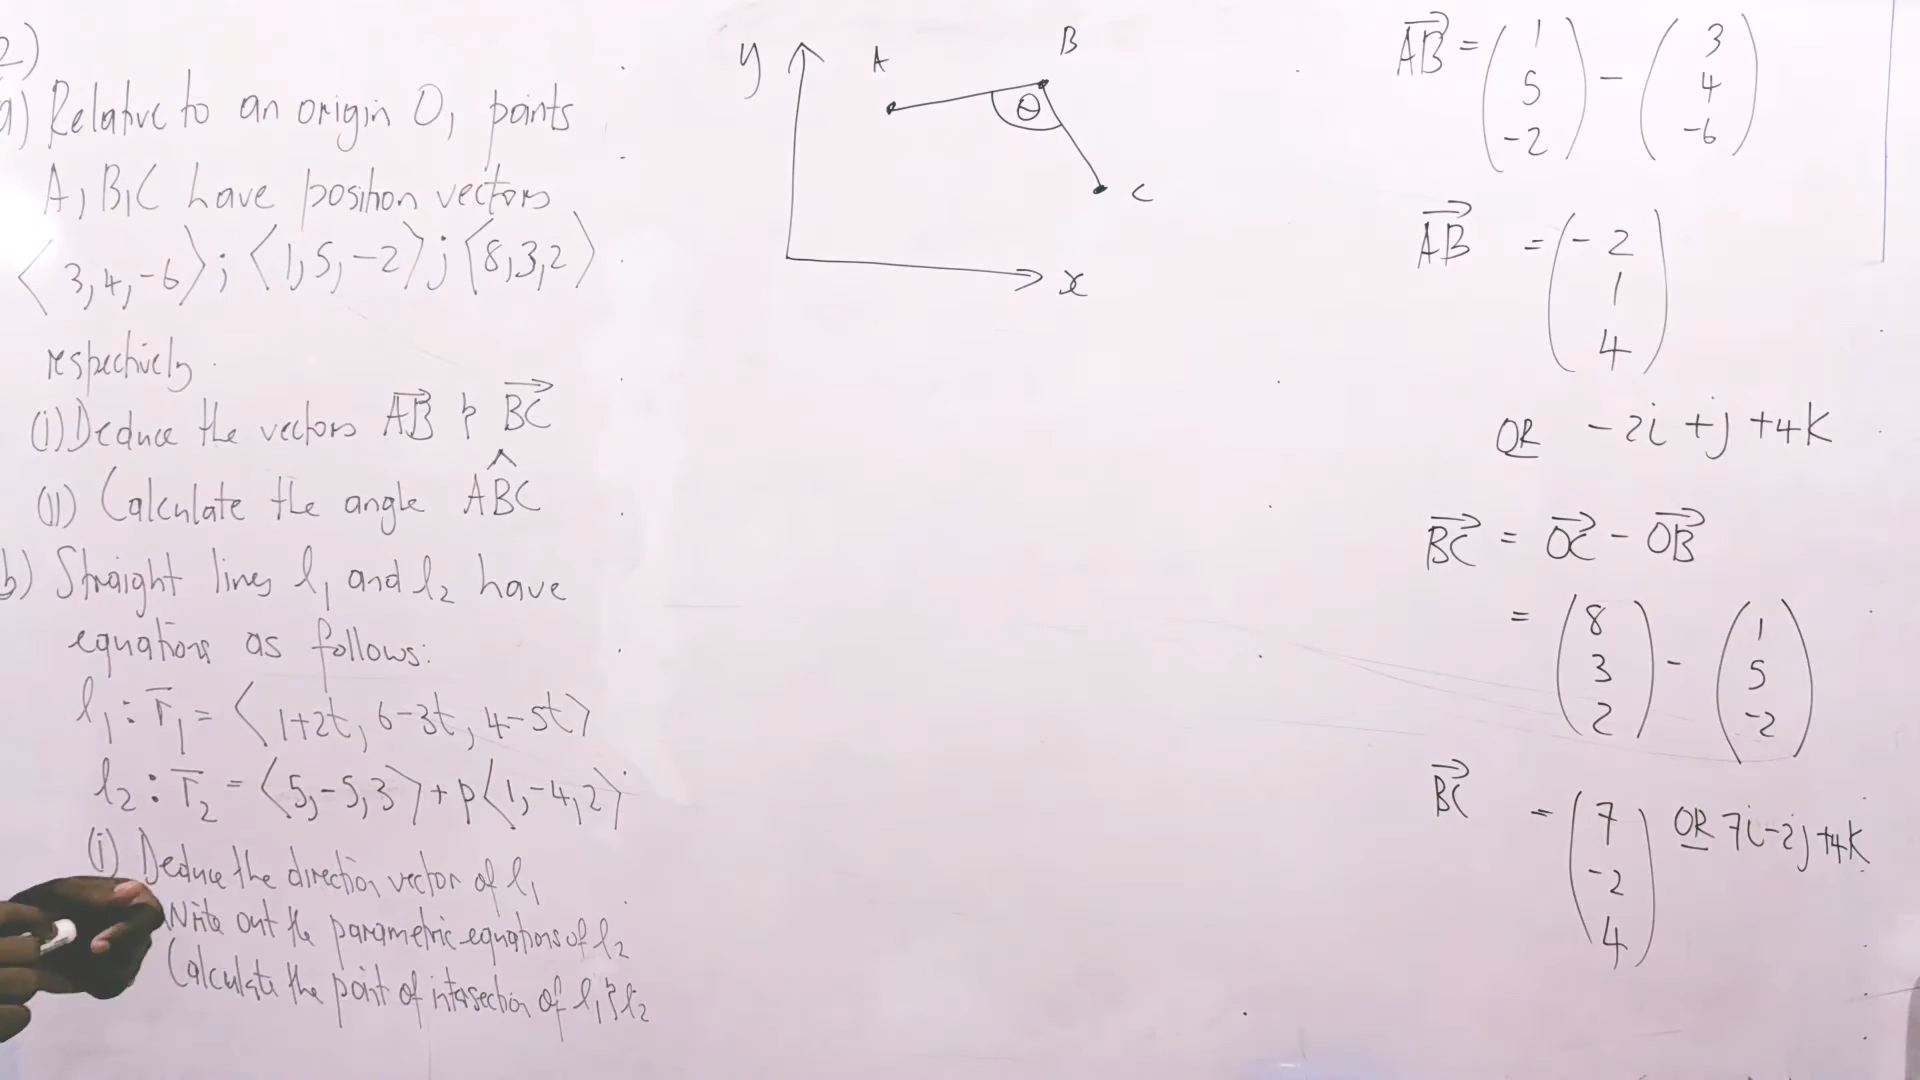 2)
a) Relative to an origin O, points
A, B, C have position vectors
⟨3,4,-6⟩; ⟨1,5,-2⟩; ⟨8,3,2⟩
respectively.
(i) Deduce the vectors AB⃗ & BC⃗
(ii) Calculate the angle AB̂C
b) Straight lines l₁ and l₂ have
equations as follows:
l₁ : r̄₁ = ⟨1+2t, 6-3t, 4-5t⟩
l₂ : r̄₂ = ⟨5,-5,3⟩ + p⟨1,-4,2⟩
(i) Deduce the direction vector of l₁
Write out the parametric equations of l₂
Calculate the point of intersection of l₁ & l₂
y
A
B
θ
C
x
AB⃗ = (1 5 -2) - (3 4 -6)
AB⃗ = (-2 1 4)
OR -2i + j + 4k
BC⃗ = OC⃗ - OB⃗
= (8 3 2) - (1 5 -2)
BC⃗ = (7 -2 4) OR 7i-2j+4k